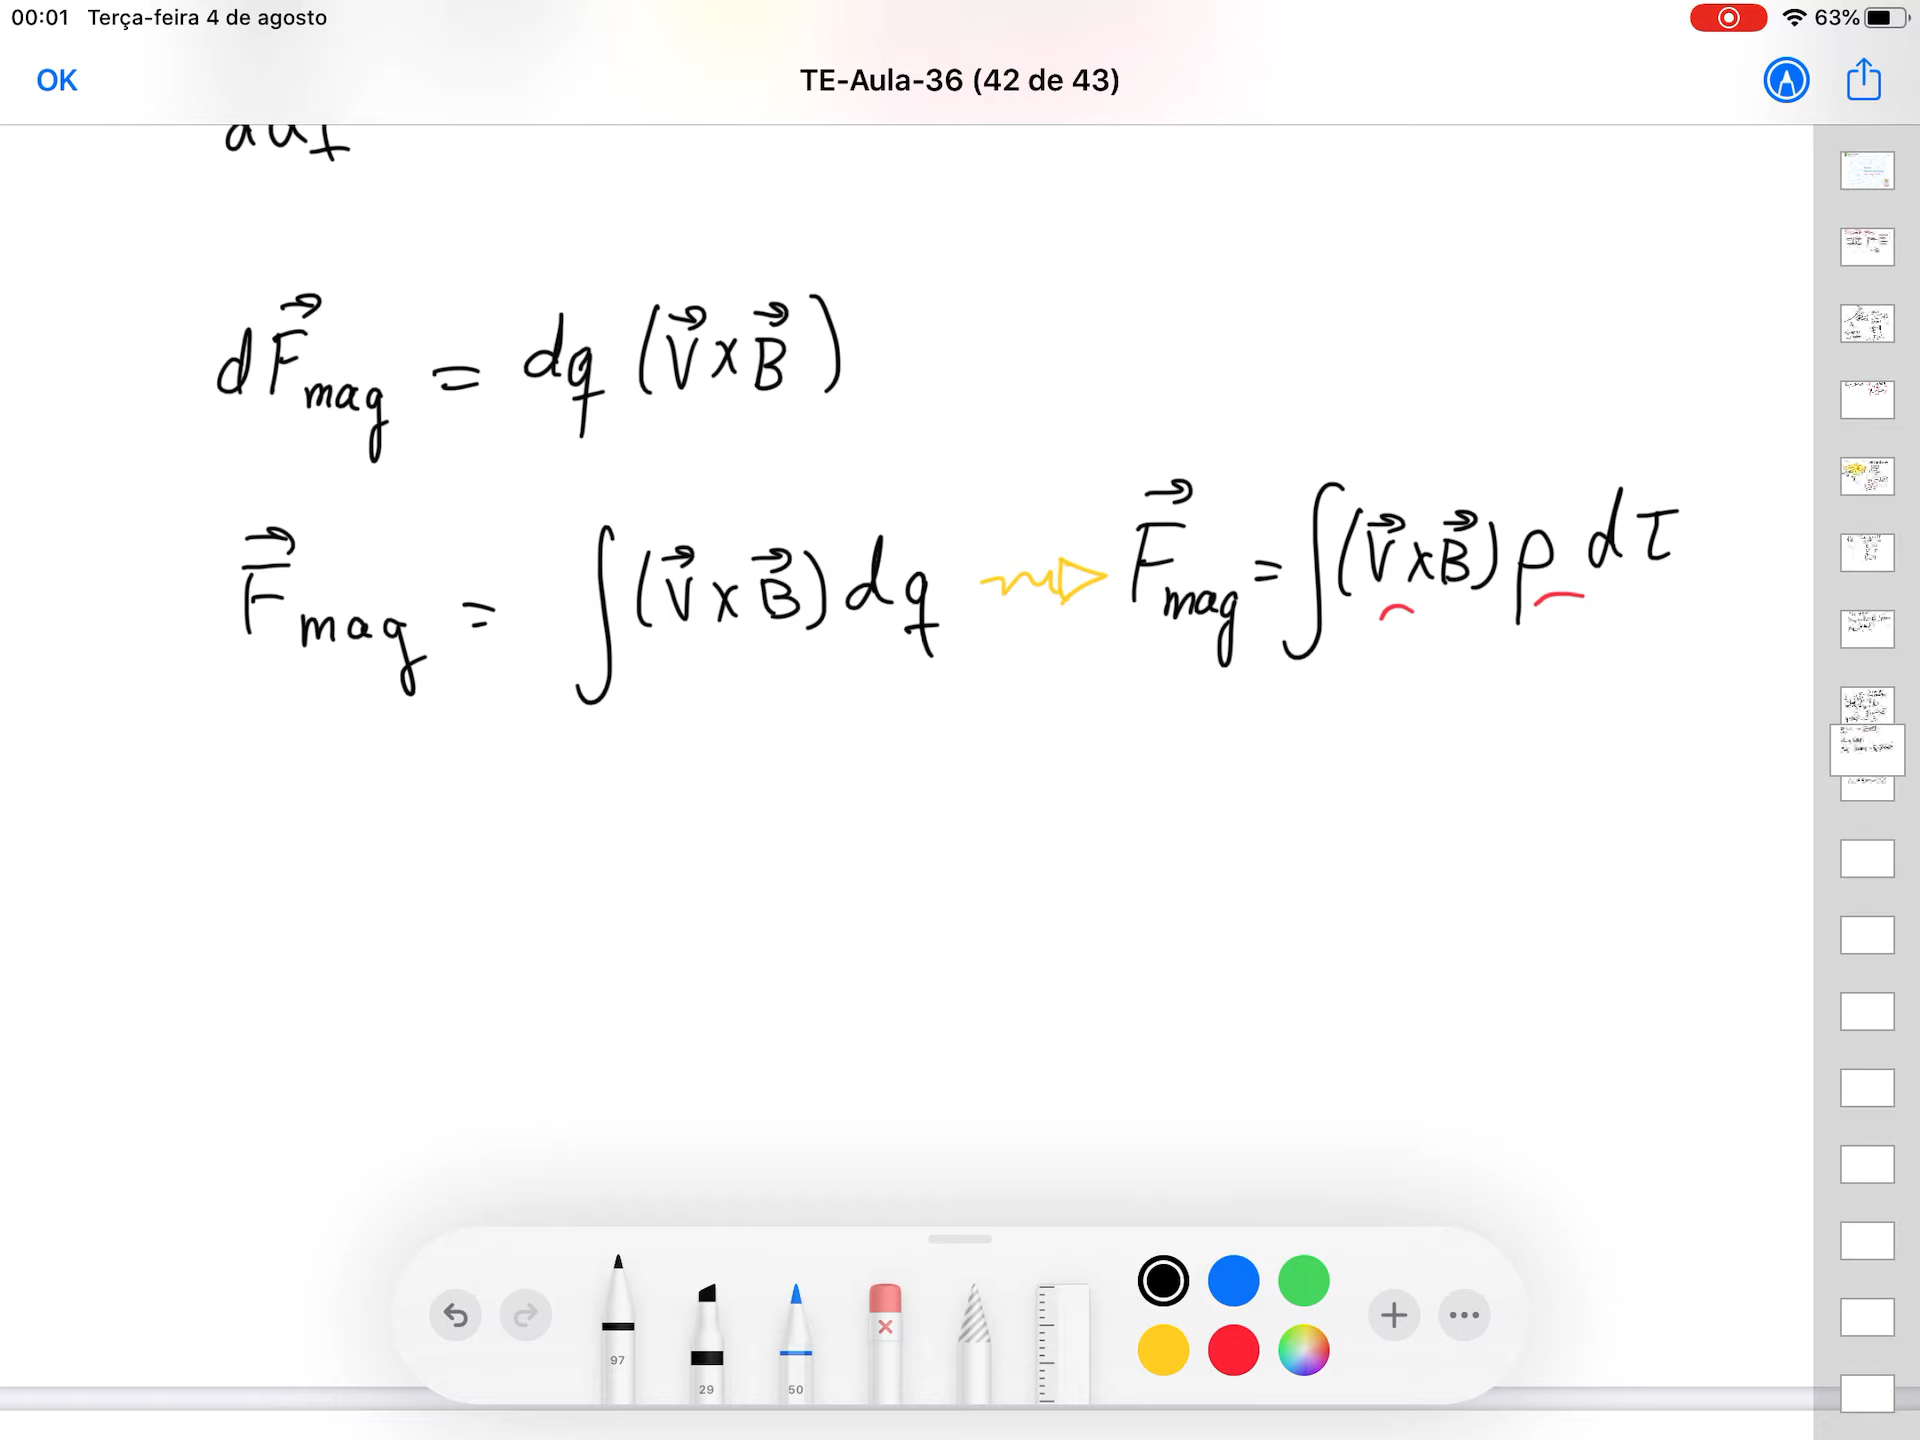 00:01 Terça-feira 4 de agosto 63%
OK TE-Aula-36 (42 de 43)
dF⃗mag = dq (V⃗ × B⃗)
F⃗mag = ∫(V⃗ × B⃗) dq F⃗mag = ∫(V⃗ × B⃗) ρ dτ
97 29 50